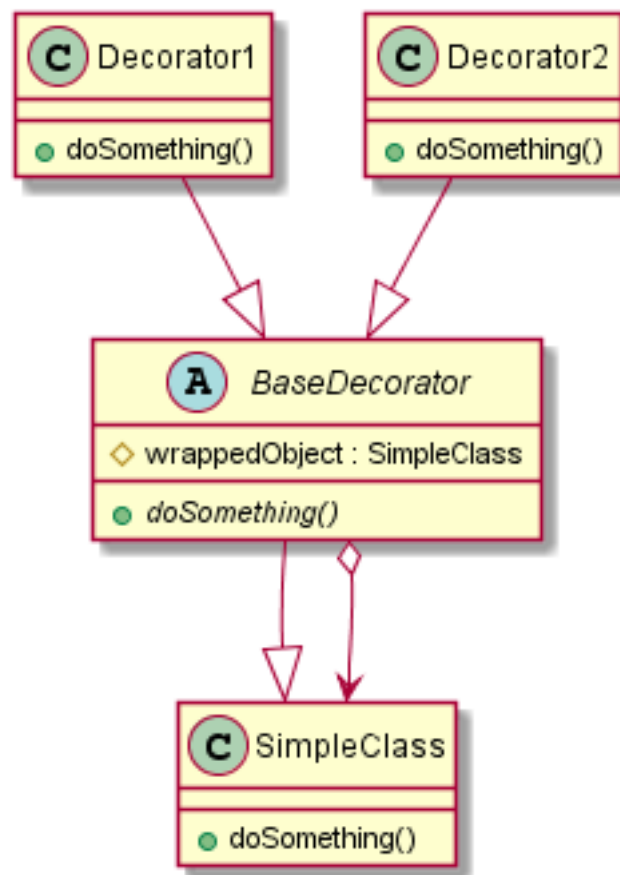 C Decorator1
doSomething()
C Decorator2
doSomething()
A BaseDecorator
wrappedObject : SimpleClass
doSomething()
C SimpleClass
doSomething()